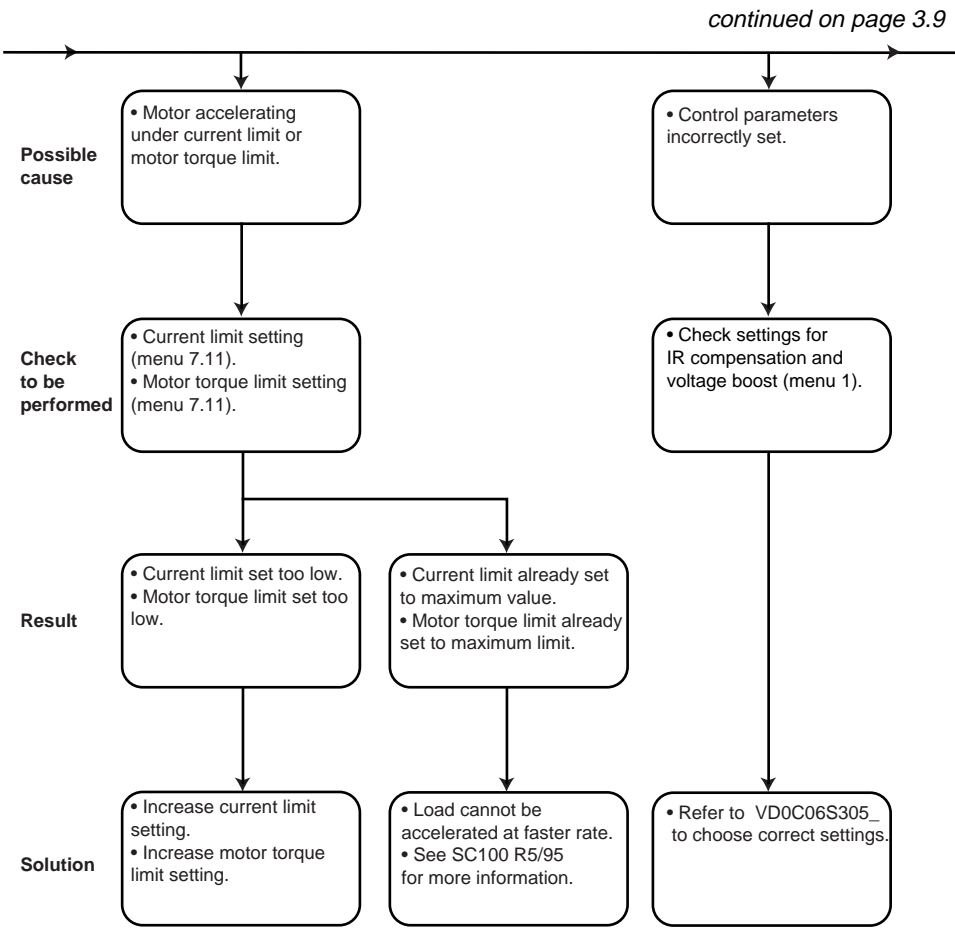 continued on page 3.9
Possible
cause
• Motor accelerating
under current limit or
motor torque limit.
• Control parameters
incorrectly set.
Check
to be
performed
• Current limit setting
(menu 7.11).
• Motor torque limit setting
(menu 7.11).
• Check settings for
IR compensation and
voltage boost (menu 1).
Result
• Current limit set too low.
• Motor torque limit set too
low.
• Current limit already set
to maximum value.
• Motor torque limit already
set to maximum limit.
Solution
• Increase current limit
setting.
• Increase motor torque
limit setting.
• Load cannot be
accelerated at faster rate.
• See SC100 R5/95
for more information.
• Refer to VD0C06S305_
to choose correct settings.